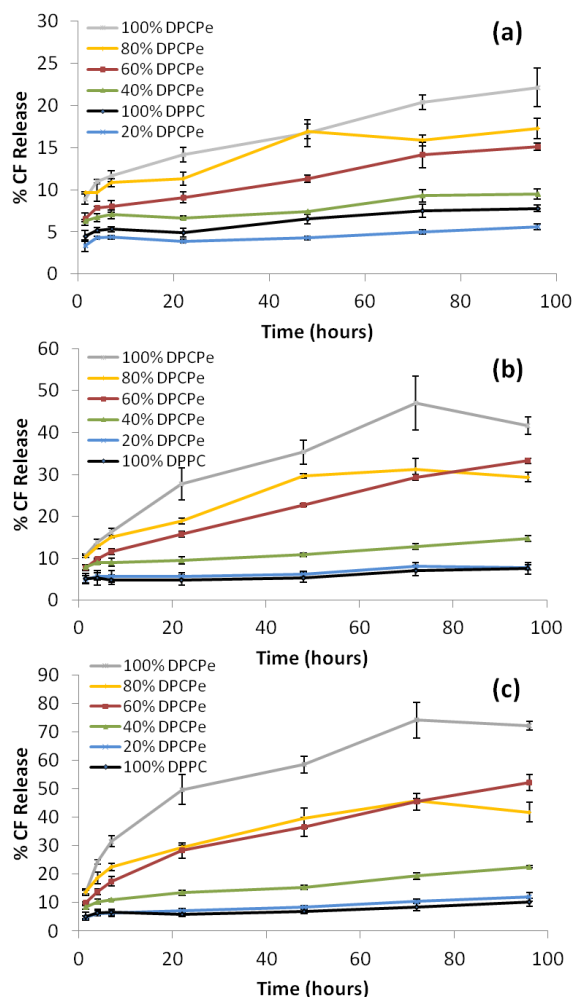 (a)
100% DPCPe
80% DPCPe
60% DPCPe
40% DPCPe
100% DPPC
20% DPCPe
% CF Release
30
25
20
15
10
5
0
0 20 40 60 80 100
Time (hours)
(b)
100% DPCPe
80% DPCPe
60% DPCPe
40% DPCPe
20% DPCPe
100% DPPC
% CF Release
60
50
40
30
20
10
0
0 20 40 60 80 100
Time (hours)
(c)
100% DPCPe
80% DPCPe
60% DPCPe
40% DPCPe
20% DPCPe
100% DPPC
% CF Release
90
80
70
60
50
40
30
20
10
0
0 20 40 60 80 100
Time (hours)